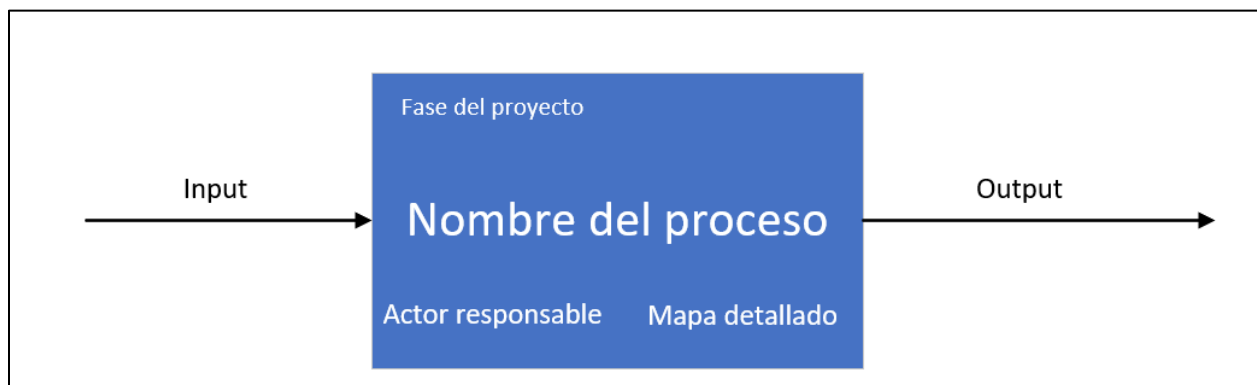 Fase del proyecto
Input
Nombre del proceso
Output
Actor responsable
Mapa detallado